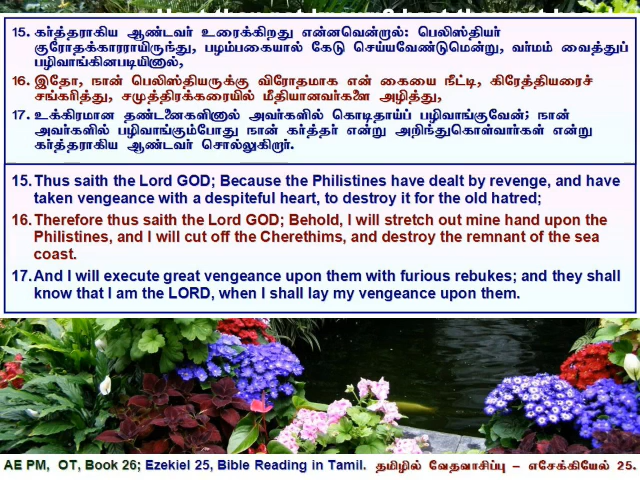 15. கர்த்தராகிய ஆண்டவர் உரைக்கிறது என்னவென்றால்: பெலிஸ்தியர்
குரோதக்காரராயிருந்து, பழம்பகையால் கேடு செய்யவேண்டுமென்று, வர்மம் வைத்துப்
பழிவாங்கினபடியினால்,
16. இதோ, நான் பெலிஸ்தியருக்கு விரோதமாக என் கையை நீட்டி, கிரேத்தியரைச்
சங்கரித்து, சமுத்திரக்கரையில் மீதியானவர்களை அழித்து,
17. உக்கிரமான தண்டனைகளினால் அவர்களில் கொடிதாய்ப் பழிவாங்குவேன்; நான்
அவர்களில் பழிவாங்கும்போது நான் கர்த்தர் என்று அறிந்துகொள்வார்கள் என்று
கர்த்தராகிய ஆண்டவர் சொல்லுகிறார்.
15. Thus saith the Lord GOD; Because the Philistines have dealt by revenge, and have
taken vengeance with a despiteful heart, to destroy it for the old hatred;
16. Therefore thus saith the Lord GOD; Behold, I will stretch out mine hand upon the
Philistines, and I will cut off the Cherethims, and destroy the remnant of the sea
coast.
17. And I will execute great vengeance upon them with furious rebukes; and they shall
know that I am the LORD, when I shall lay my vengeance upon them.
AE PM, OT, Book 26; Ezekiel 25, Bible Reading in Tamil. தமிழில் வேதவாசிப்பு – எசேக்கியேல் 25.